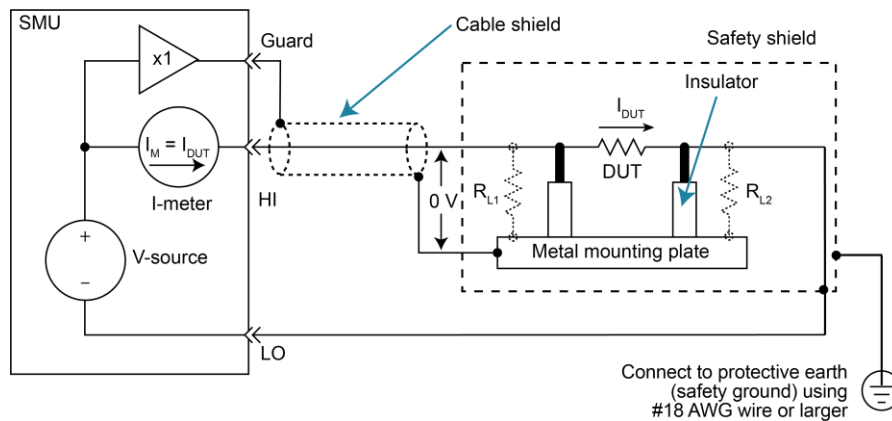 SMU
Guard
Cable shield
Safety shield
x1
Insulator
I_M = I_DUT
I-meter
HI
0 V
I_DUT
DUT
R_L1
R_L2
Metal mounting plate
+
V-source
−
LO
Connect to protective earth
(safety ground) using
#18 AWG wire or larger